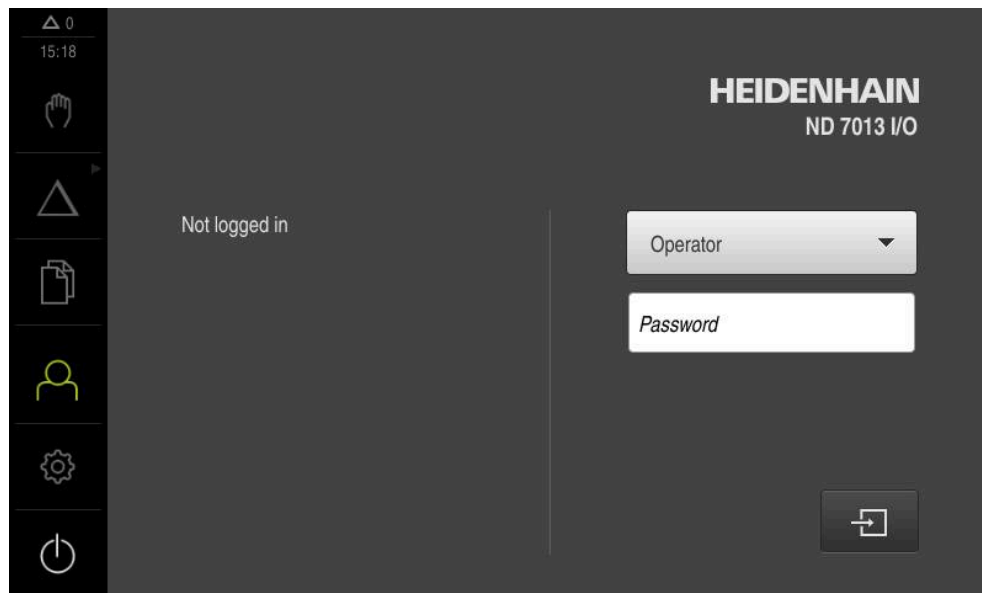 0
15:18
HEIDENHAIN
ND 7013 I/O
Not logged in
Operator
Password